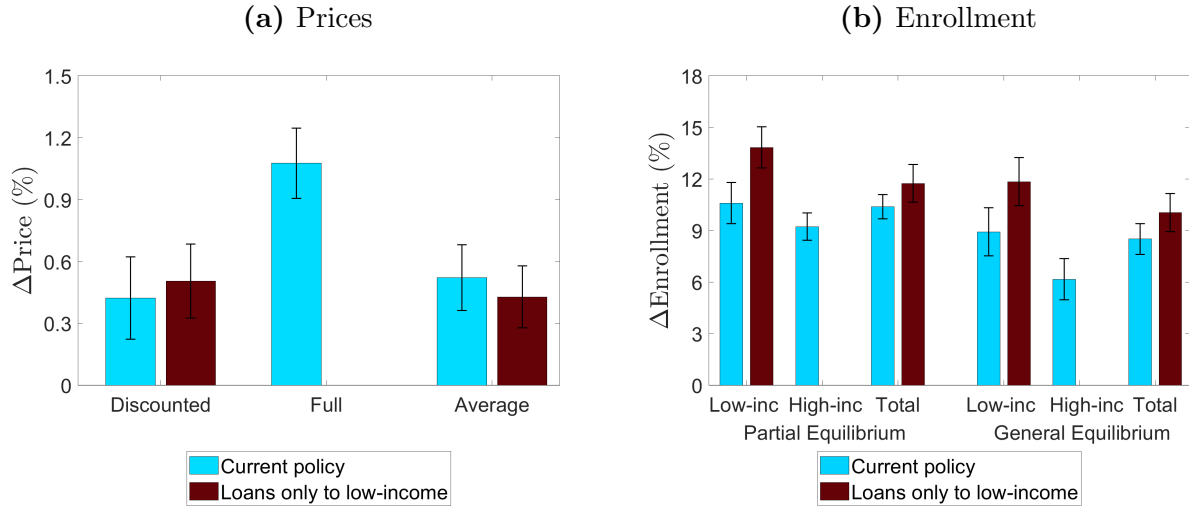 (a) Prices
1.5
1.2
0.9
0.6
0.3
0
ΔPrice (%)
Discounted Full Average
Current policy
Loans only to low-income
(b) Enrollment
18
15
12
9
6
3
0
ΔEnrollment (%)
Low-inc High-inc Total Low-inc High-inc Total
Partial Equilibrium General Equilibrium
Current policy
Loans only to low-income